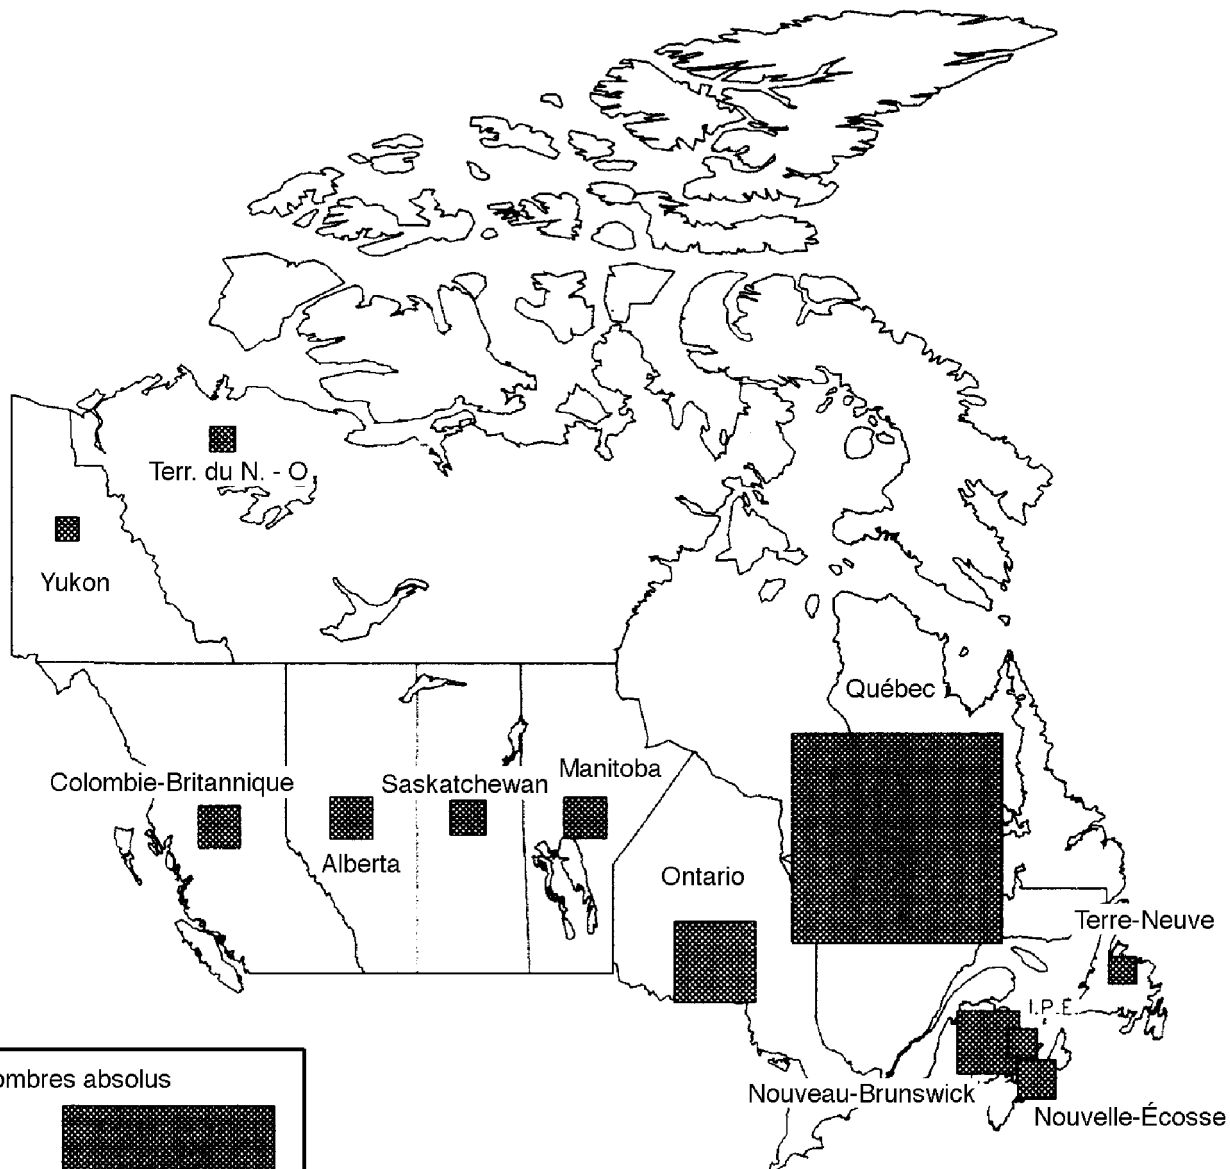 Terr. du N. - O.
Yukon
Québec
Colombie-Britannique
Saskatchewan
Manitoba
Alberta
Ontario
Terre-Neuve
I.P.É.
Nouveau-Brunswick
Nouvelle-Écosse
ombres absolus